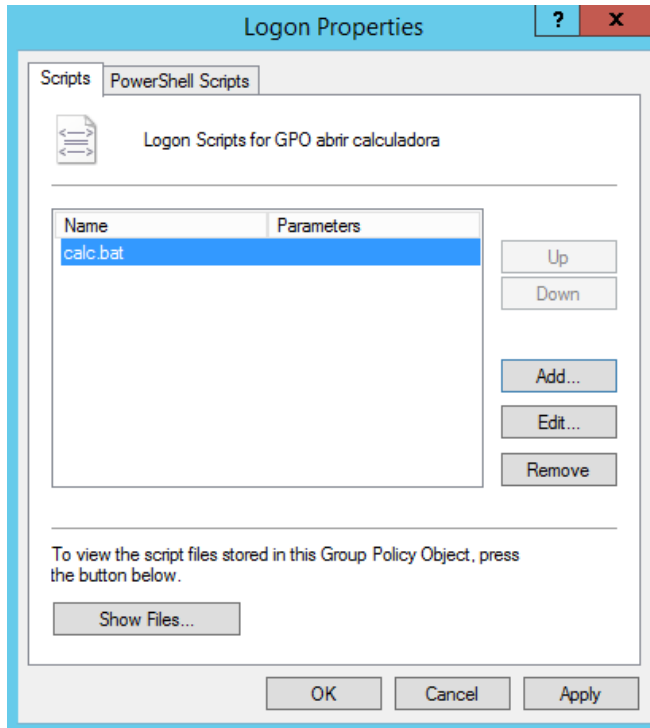 Logon Properties
?
x
Scripts
PowerShell Scripts
<-->
<-->
Logon Scripts for GPO abrir calculadora
Name
Parameters
calc.bat
Up
Down
Add...
Edit...
Remove
To view the script files stored in this Group Policy Object, press
the button below.
Show Files...
OK
Cancel
Apply